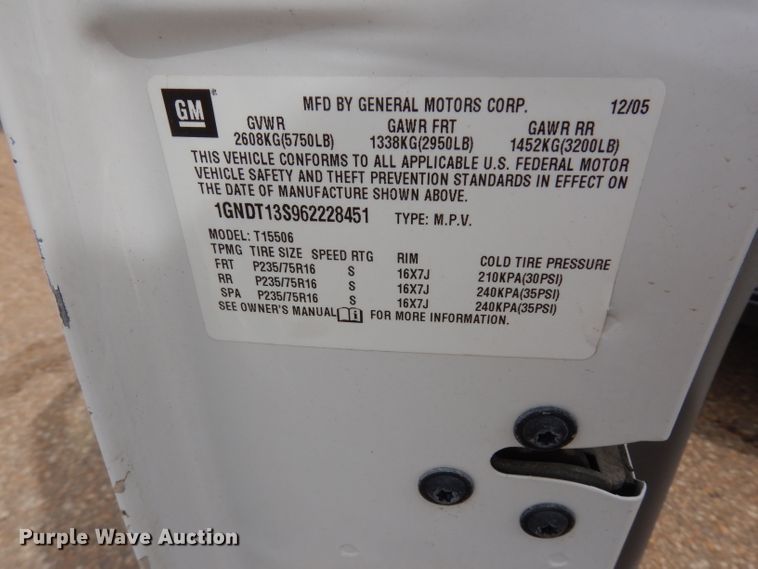 GM
MFD BY GENERAL MOTORS CORP. 12/05
GVWR GAWR FRT GAWR RR
2608KG(5750LB) 1338KG(2950LB) 1452KG(3200LB)
THIS VEHICLE CONFORMS TO ALL APPLICABLE U.S. FEDERAL MOTOR
VEHICLE SAFETY AND THEFT PREVENTION STANDARDS IN EFFECT ON
THE DATE OF MANUFACTURE SHOWN ABOVE.
1GNDT13S962228451 TYPE: M.P.V.
MODEL: T15506
TPMG TIRE SIZE SPEED RTG RIM COLD TIRE PRESSURE
FRT P235/75R16 S 16X7J 210KPA(30PSI)
RR P235/75R16 S 16X7J 240KPA(35PSI)
SPA P235/75R16 S 16X7J 240KPA(35PSI)
SEE OWNER'S MANUAL FOR MORE INFORMATION.
Purple Wave Auction